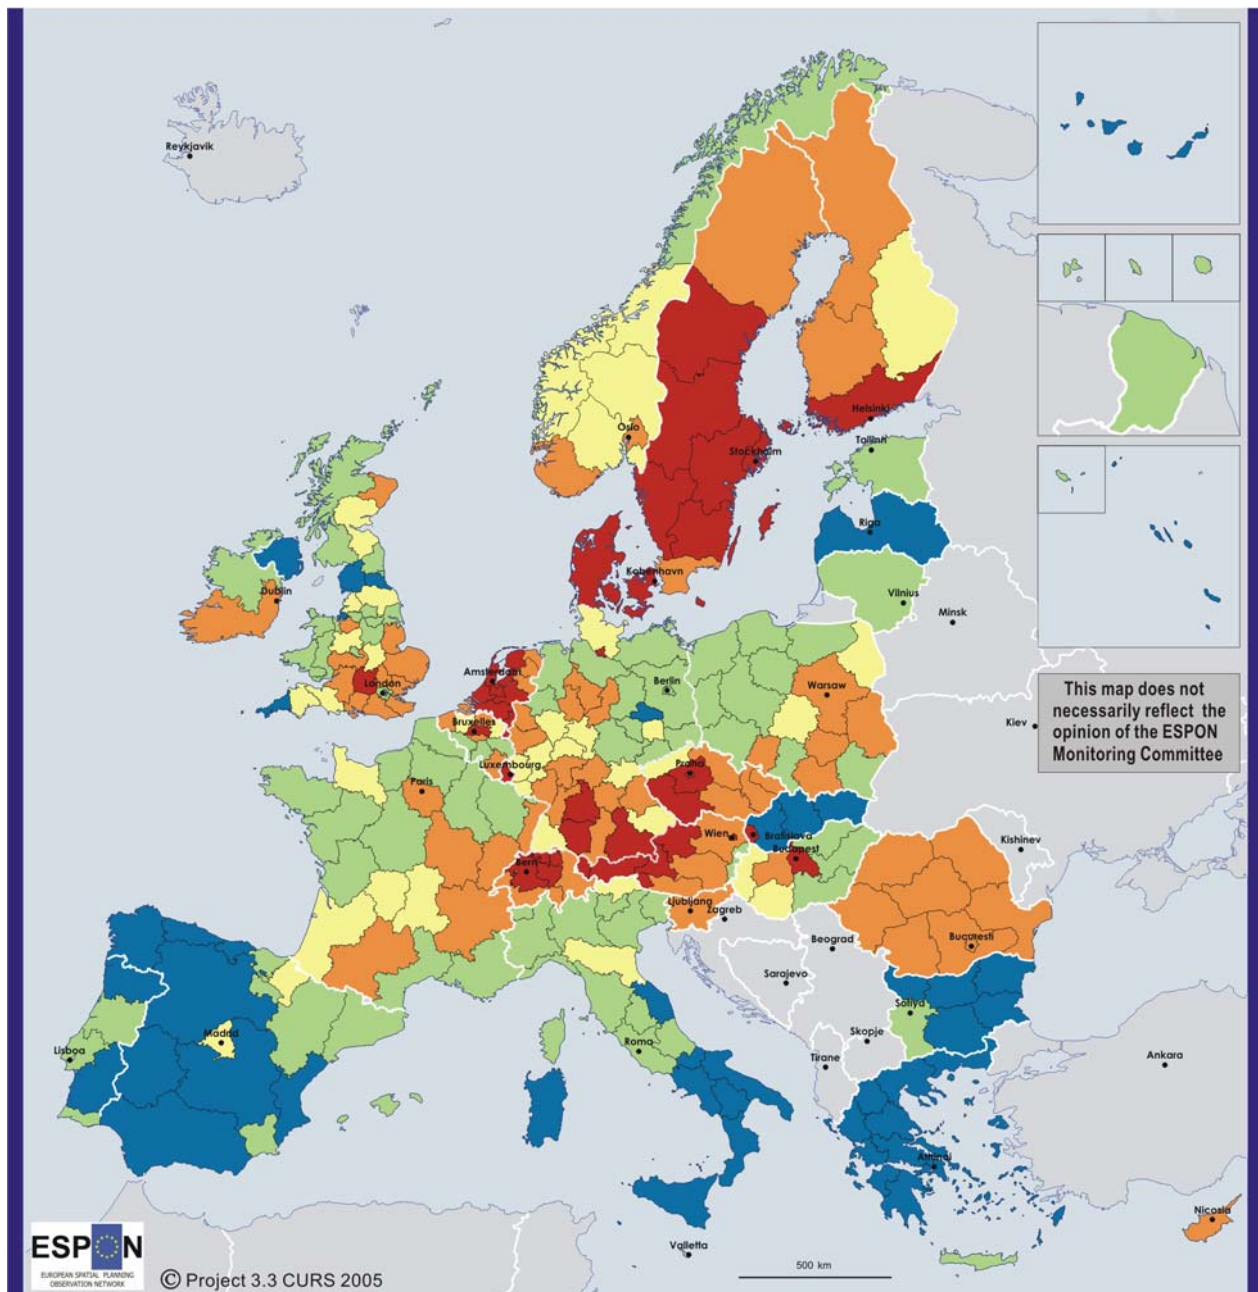 Reykjavik
Oslo
Helsinki
Tallinn
Stockholm
Riga
København
Vilnius
Minsk
Dublin
Amsterdam
Berlin
Warsaw
London
Bruxelles
Kiev
This map does not
necessarily reflect the
opinion of the ESPON
Monitoring Committee
Luxembourg
Praha
Paris
Wien
Bratislava
Kishinev
Budapest
Bern
Ljubljana
Zagreb
Beograd
Bucuresti
Sarajevo
Sofiya
Madrid
Skopje
Lisboa
Roma
Tirane
Ankara
Athinai
Nicosia
Valletta
ESPON
EUROPEAN SPATIAL PLANNING
OBSERVATION NETWORK
© Project 3.3 CURS 2005
500 km